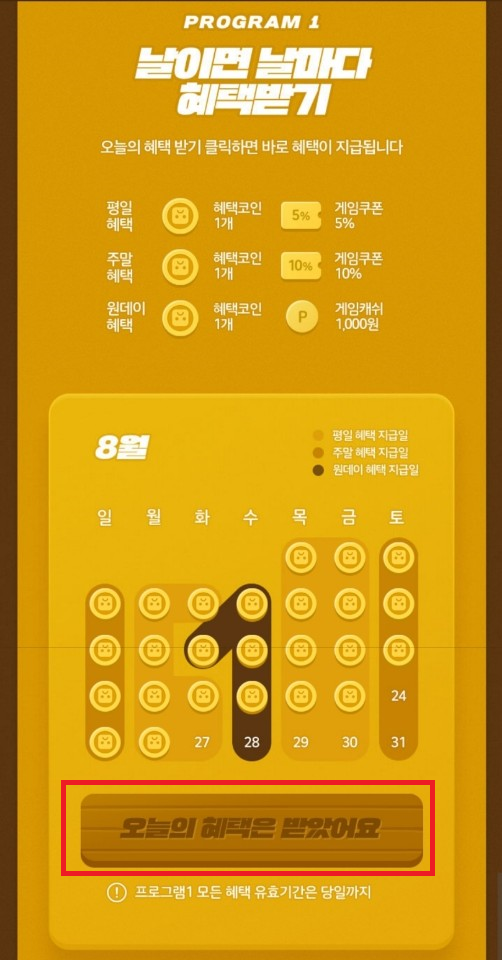 PROGRAM 1
날이면 날마다
혜택받기
오늘의 혜택 받기 클릭하면 바로 혜택이 지급됩니다
평일
혜택
혜택코인
1개
5%
게임쿠폰
5%
주말
혜택
혜택코인
1개
10%
게임쿠폰
10%
원데이
혜택
혜택코인
1개
P
게임캐쉬
1,000원
8월
평일 혜택 지급일
주말 혜택 지급일
원데이 혜택 지급일
일 월 화 수 목 금 토
24
27 28 29 30 31
오늘의 혜택은 받았어요
! 프로그램1 모든 혜택 유효기간은 당일까지